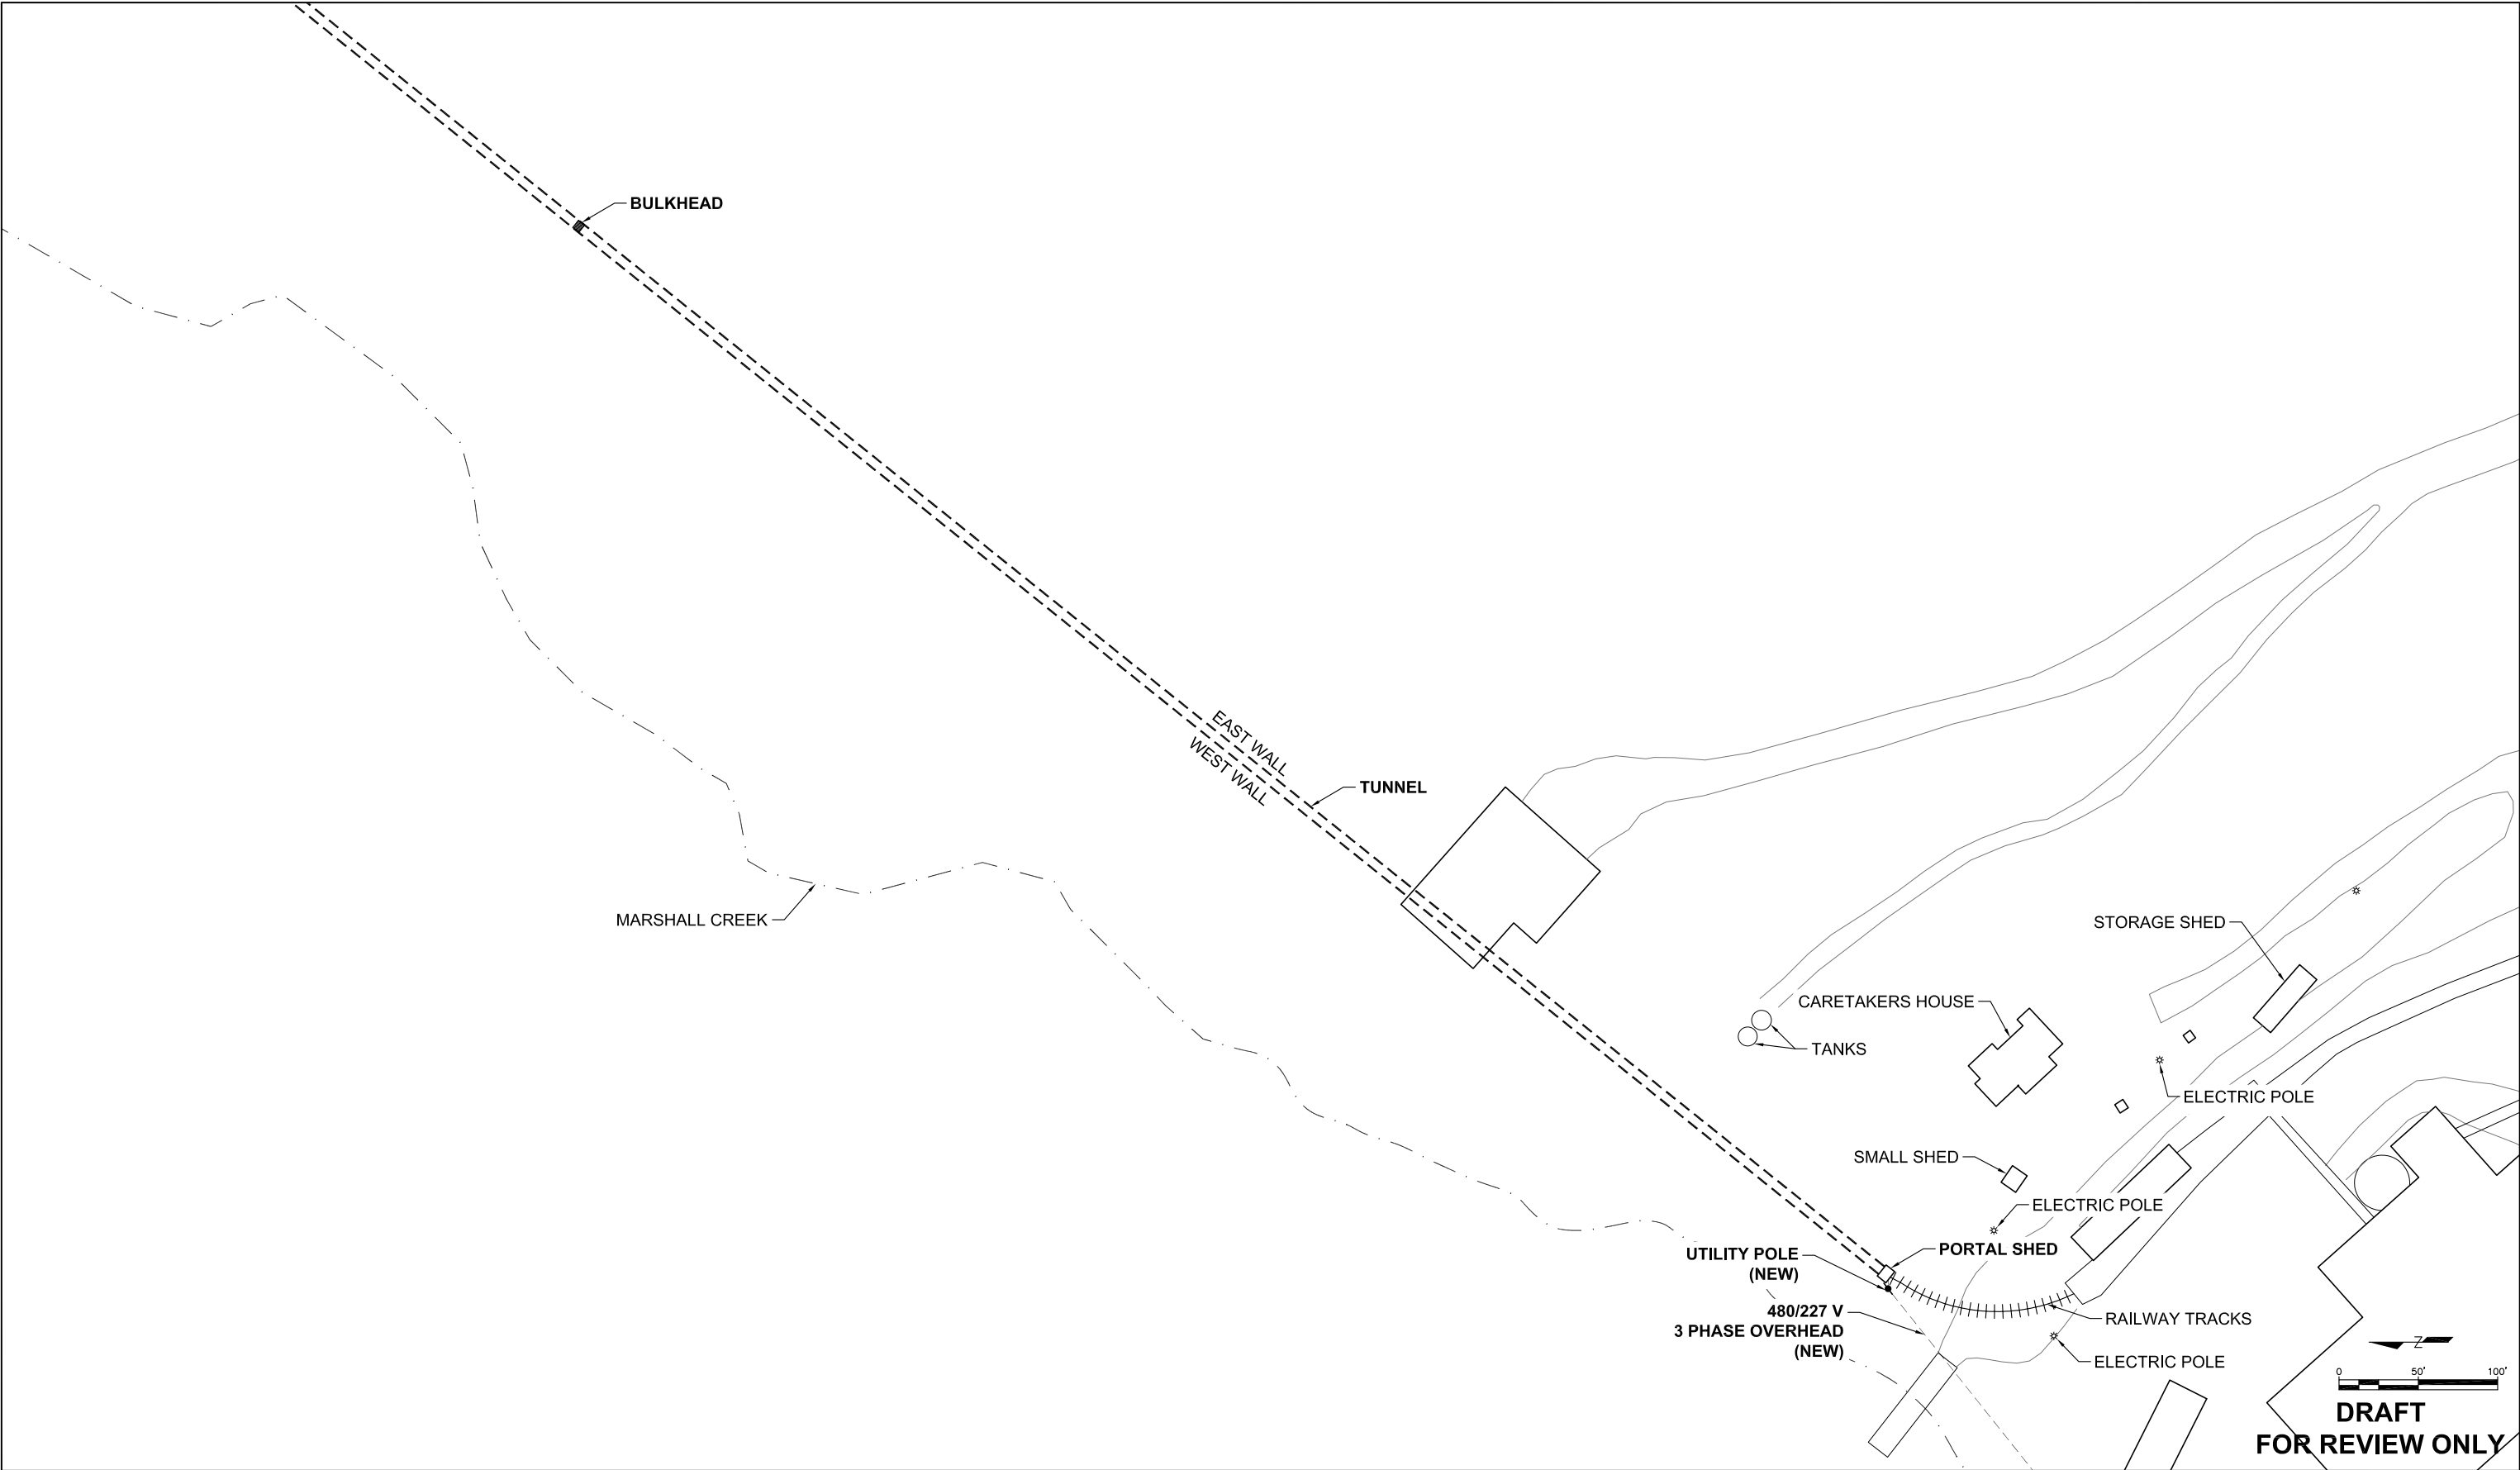 BULKHEAD
EAST WALL
WEST WALL
TUNNEL
MARSHALL CREEK
STORAGE SHED
CARETAKERS HOUSE
TANKS
ELECTRIC POLE
SMALL SHED
ELECTRIC POLE
PORTAL SHED
UTILITY POLE
(NEW)
480/227 V
3 PHASE OVERHEAD
(NEW)
RAILWAY TRACKS
ELECTRIC POLE
Z
0 50' 100'
DRAFT
FOR REVIEW ONLY